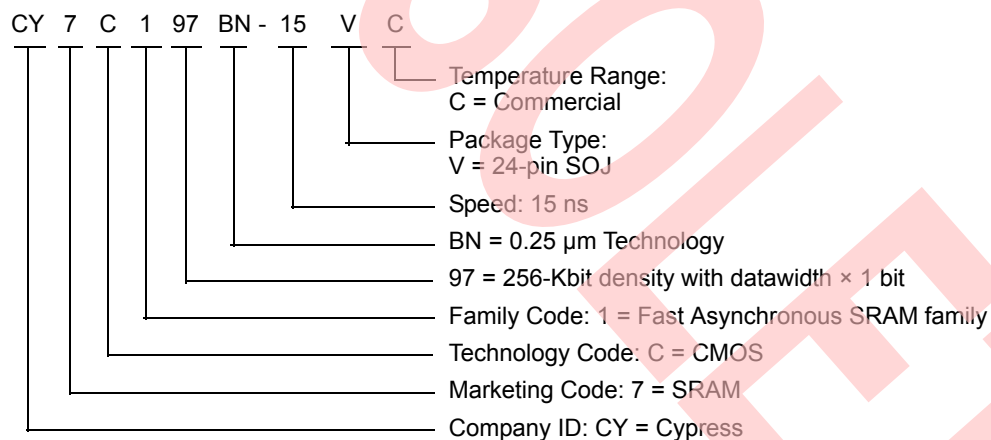 CY 7 C 1 97 BN - 15 V C
Temperature Range:
C = Commercial
Package Type:
V = 24-pin SOJ
Speed: 15 ns
BN = 0.25 μm Technology
97 = 256-Kbit density with datawidth × 1 bit
Family Code: 1 = Fast Asynchronous SRAM family
Technology Code: C = CMOS
Marketing Code: 7 = SRAM
Company ID: CY = Cypress